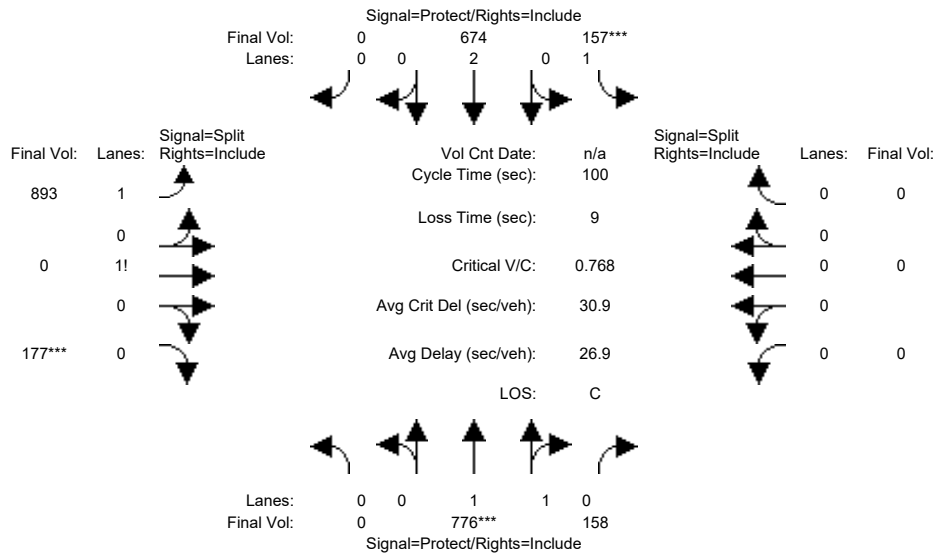 Signal=Protect/Rights=Include
Final Vol: 0 674 157***
Lanes: 0 0 2 0 1
Signal=Split
Final Vol: Lanes: Rights=Include Vol Cnt Date: n/a Rights=Include Lanes: Final Vol:
Signal=Split
Cycle Time (sec): 100
893 1 0 0
Loss Time (sec): 9
0 0
0 1! Critical V/C: 0.768 0 0
0 Avg Crit Del (sec/veh): 30.9 0
177*** 0 Avg Delay (sec/veh): 26.9 0 0
LOS: C
Lanes: 0 0 1 1 0
Final Vol: 0 776*** 158
Signal=Protect/Rights=Include